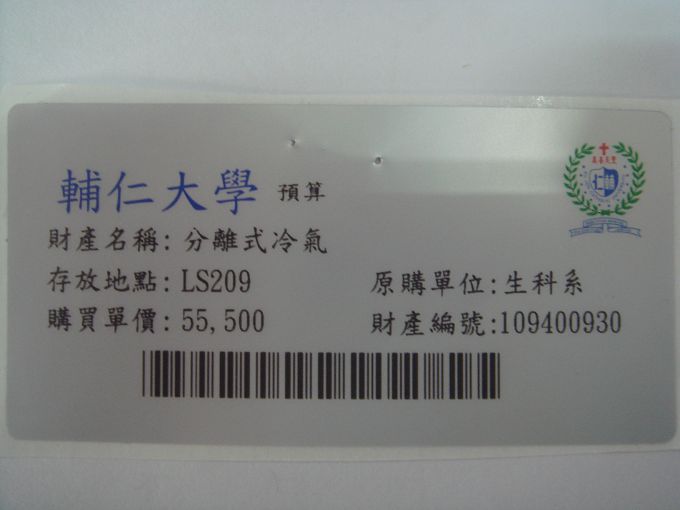 輔仁大學 預算
財產名稱: 分離式冷氣
存放地點: LS209 原購單位:生科系
購買單價: 55,500 財產編號:109400930